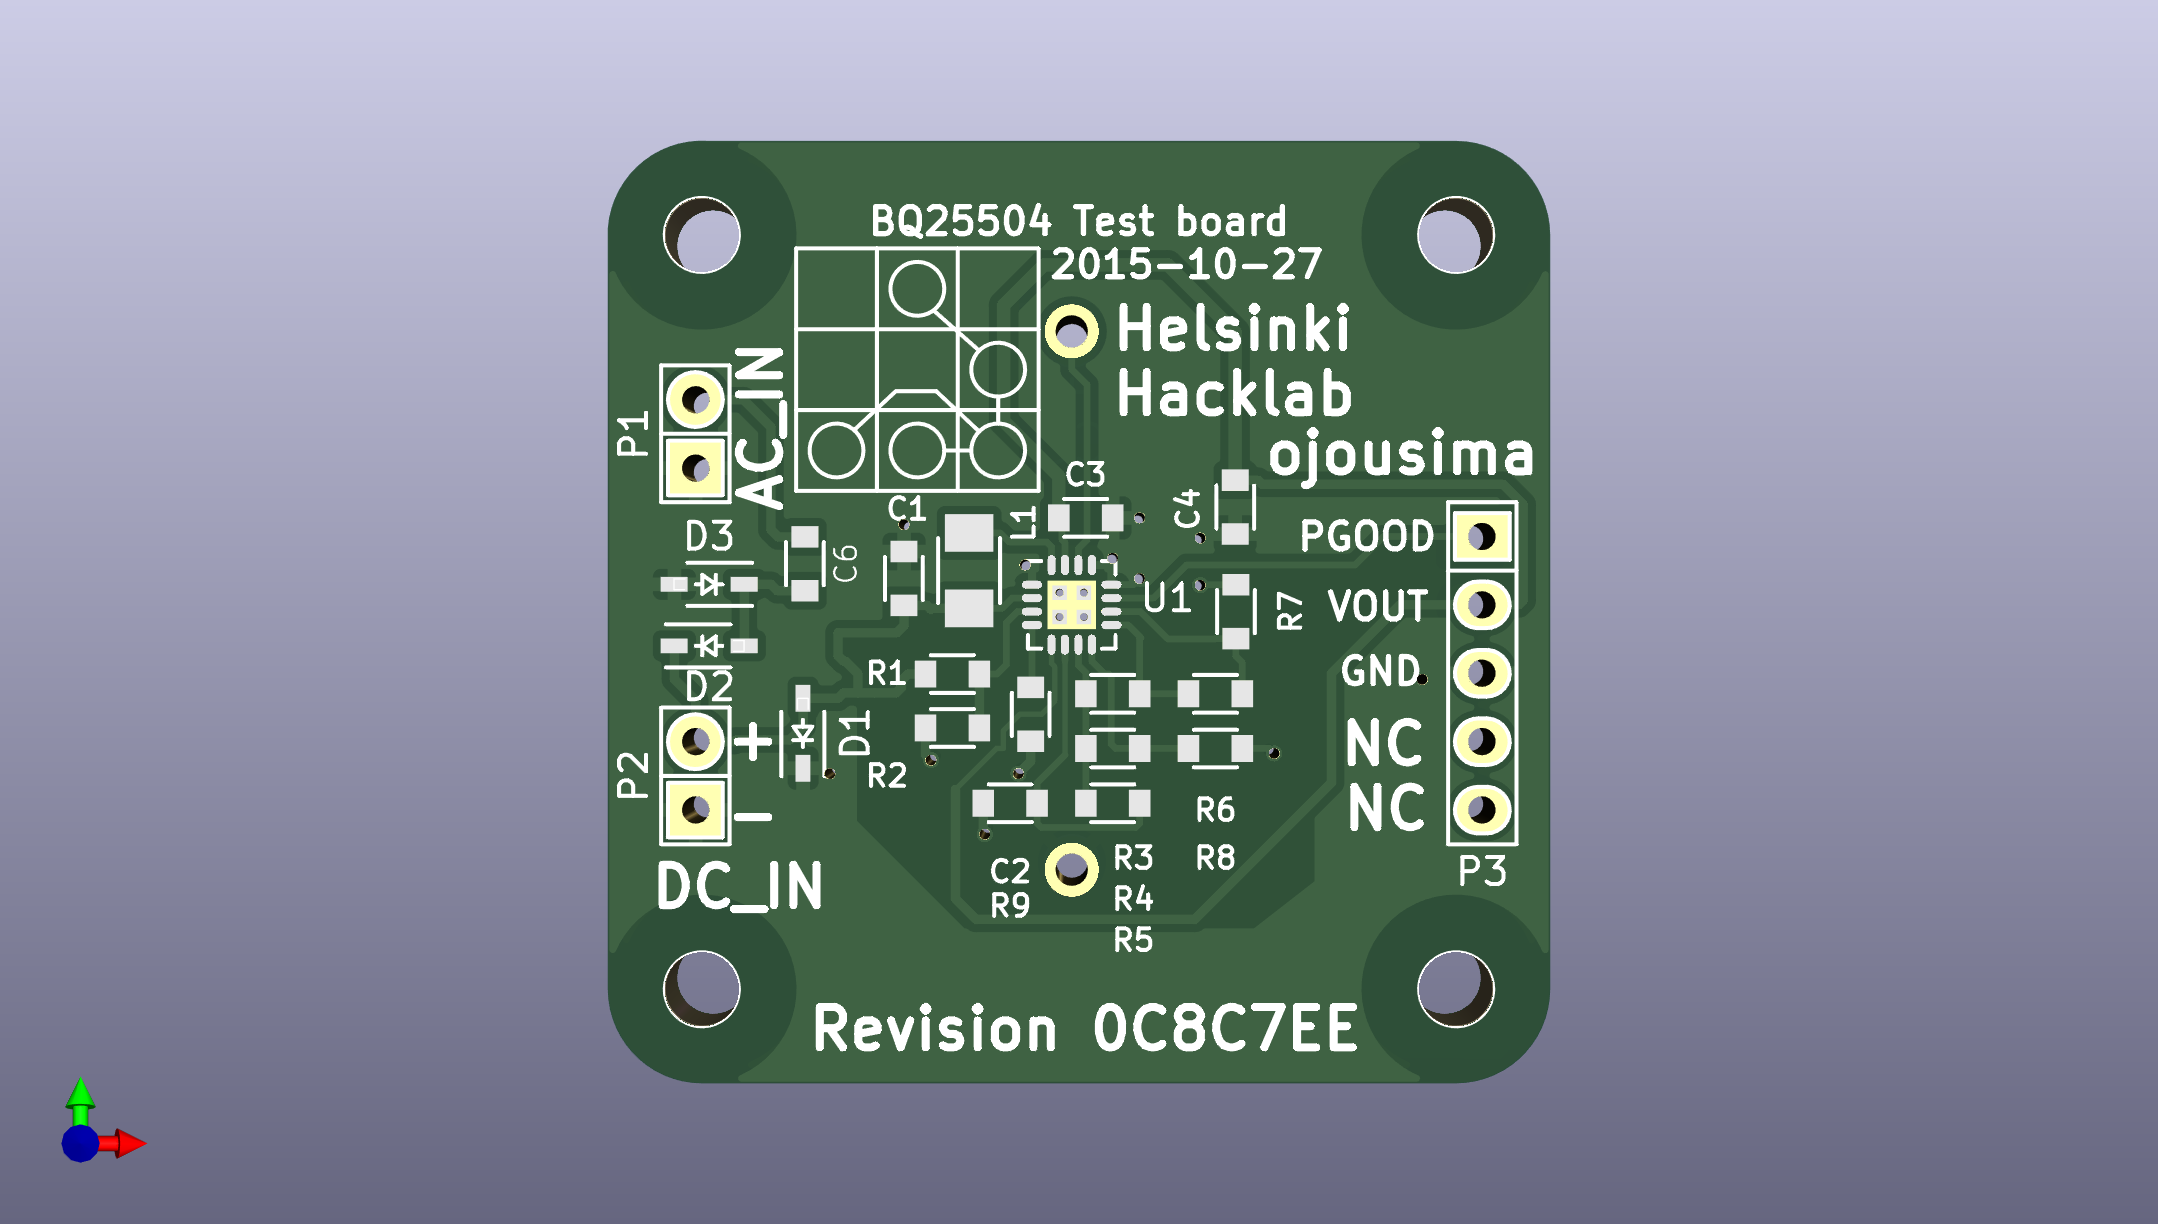 BQ25504 Test board
2015-10-27
Helsinki
Hacklab
ojousima
AC_IN
P1
C3
C1
L1
C4
D3
C6
PGOOD
U1
R7
VOUT
R1
GND
D2
D1
+
P2
R2
NC
-
NC
R6
C2
R3
R8
P3
DC_IN
R9
R4
R5
Revision 0C8C7EE